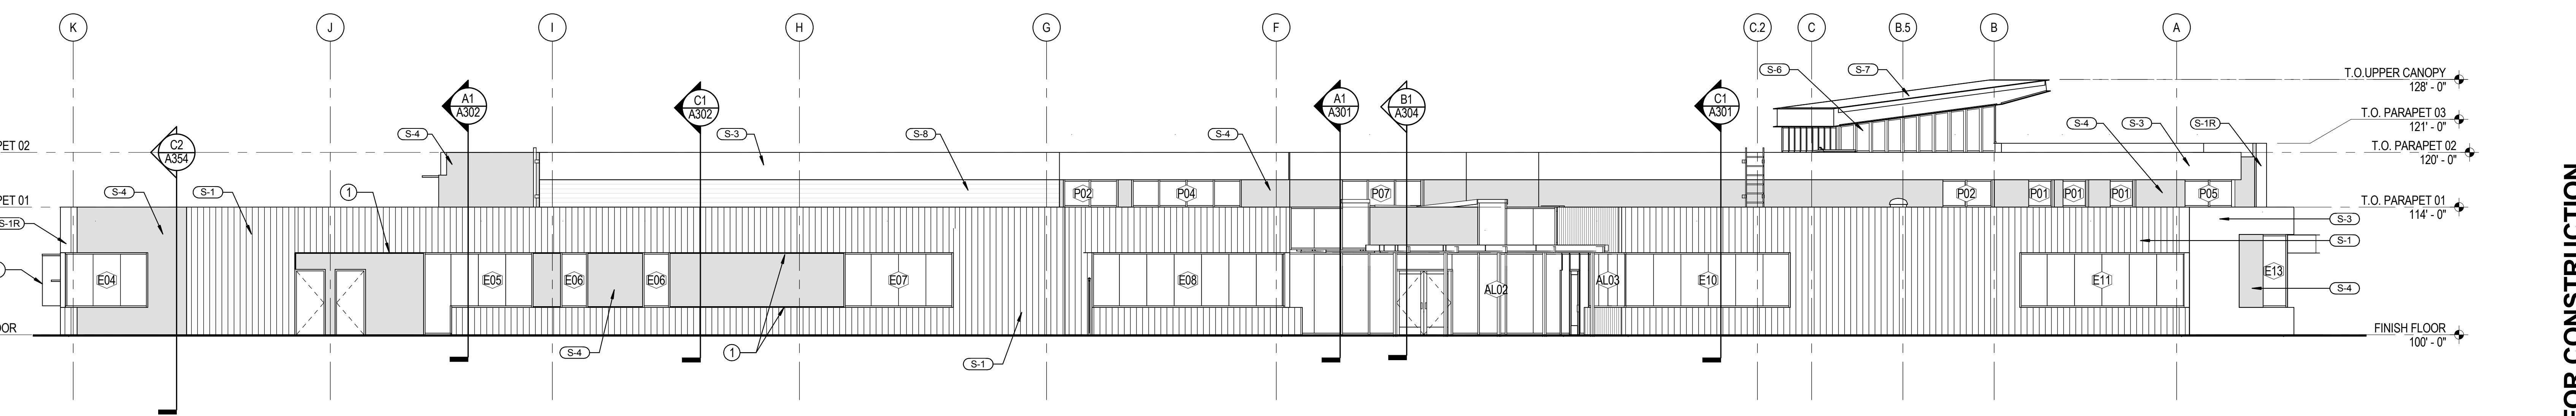 K
J
I
H
G
F
C.2
C
B.5
B
A
S-6
S-7
T.O.UPPER CANOPY
128' - 0"
A1
A302
C1
A302
A1
A301
B1
A304
C1
A301
T.O. PARAPET 03
121' - 0"
S-4
S-3
S-8
S-4
S-4
S-3
S-1R
C2
A354
PET 02
T.O. PARAPET 02
120' - 0"
S-4
S-1
1
P02
P04
P07
P02
P01
P01
P01
P05
PET 01
T.O. PARAPET 01
114' - 0"
S-1R
S-3
S-1
E04
E05
E06
E06
E07
E08
AL02
AL03
E10
E11
E13
S-4
OOR
FINISH FLOOR
100' - 0"
S-4
1
S-1
FOR CONSTRUCTION